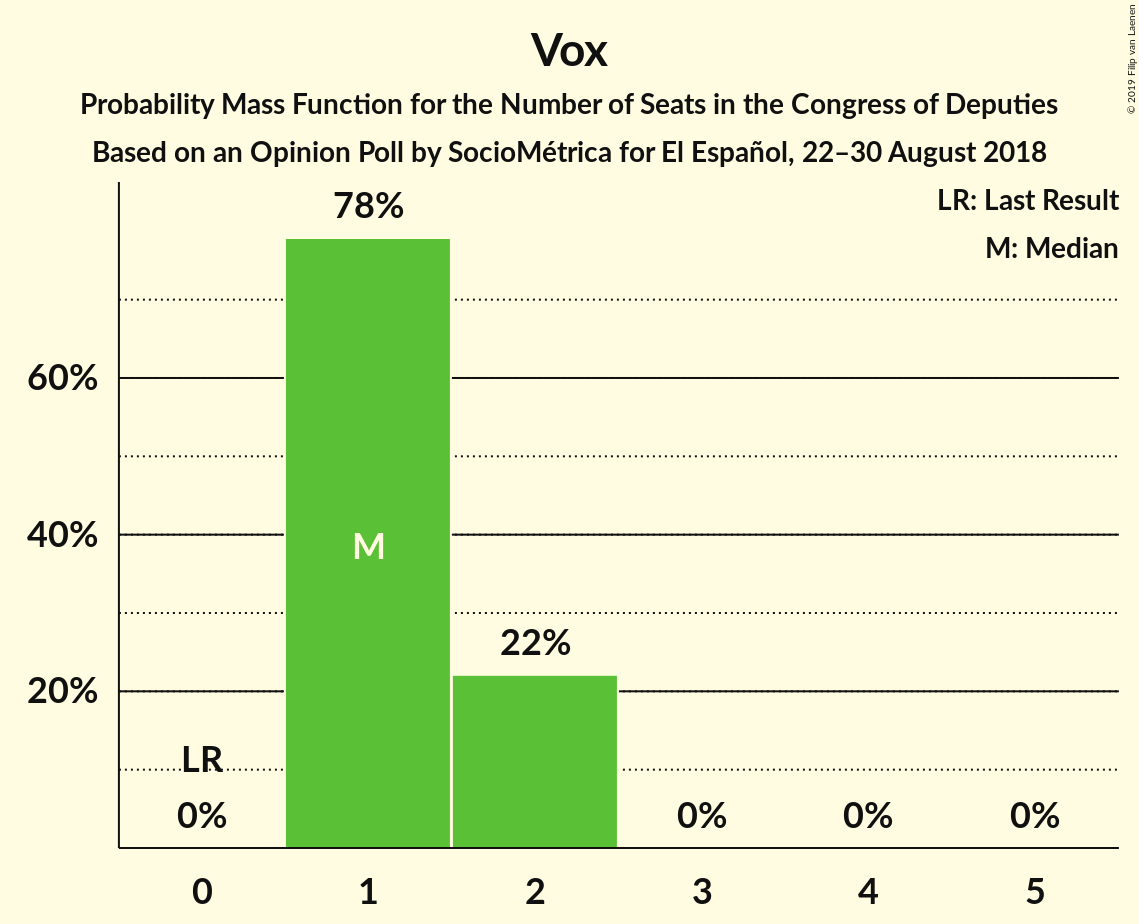 Vox
Probability Mass Function for the Number of Seats in the Congress of Deputies
Based on an Opinion Poll by SocioMétrica for El Español, 22–30 August 2018
© 2019 Filip van Laenen
LR: Last Result
M: Median
78%
60%
40%
M
22%
20%
LR
0%
0%
0%
0%
0 1 2 3 4 5